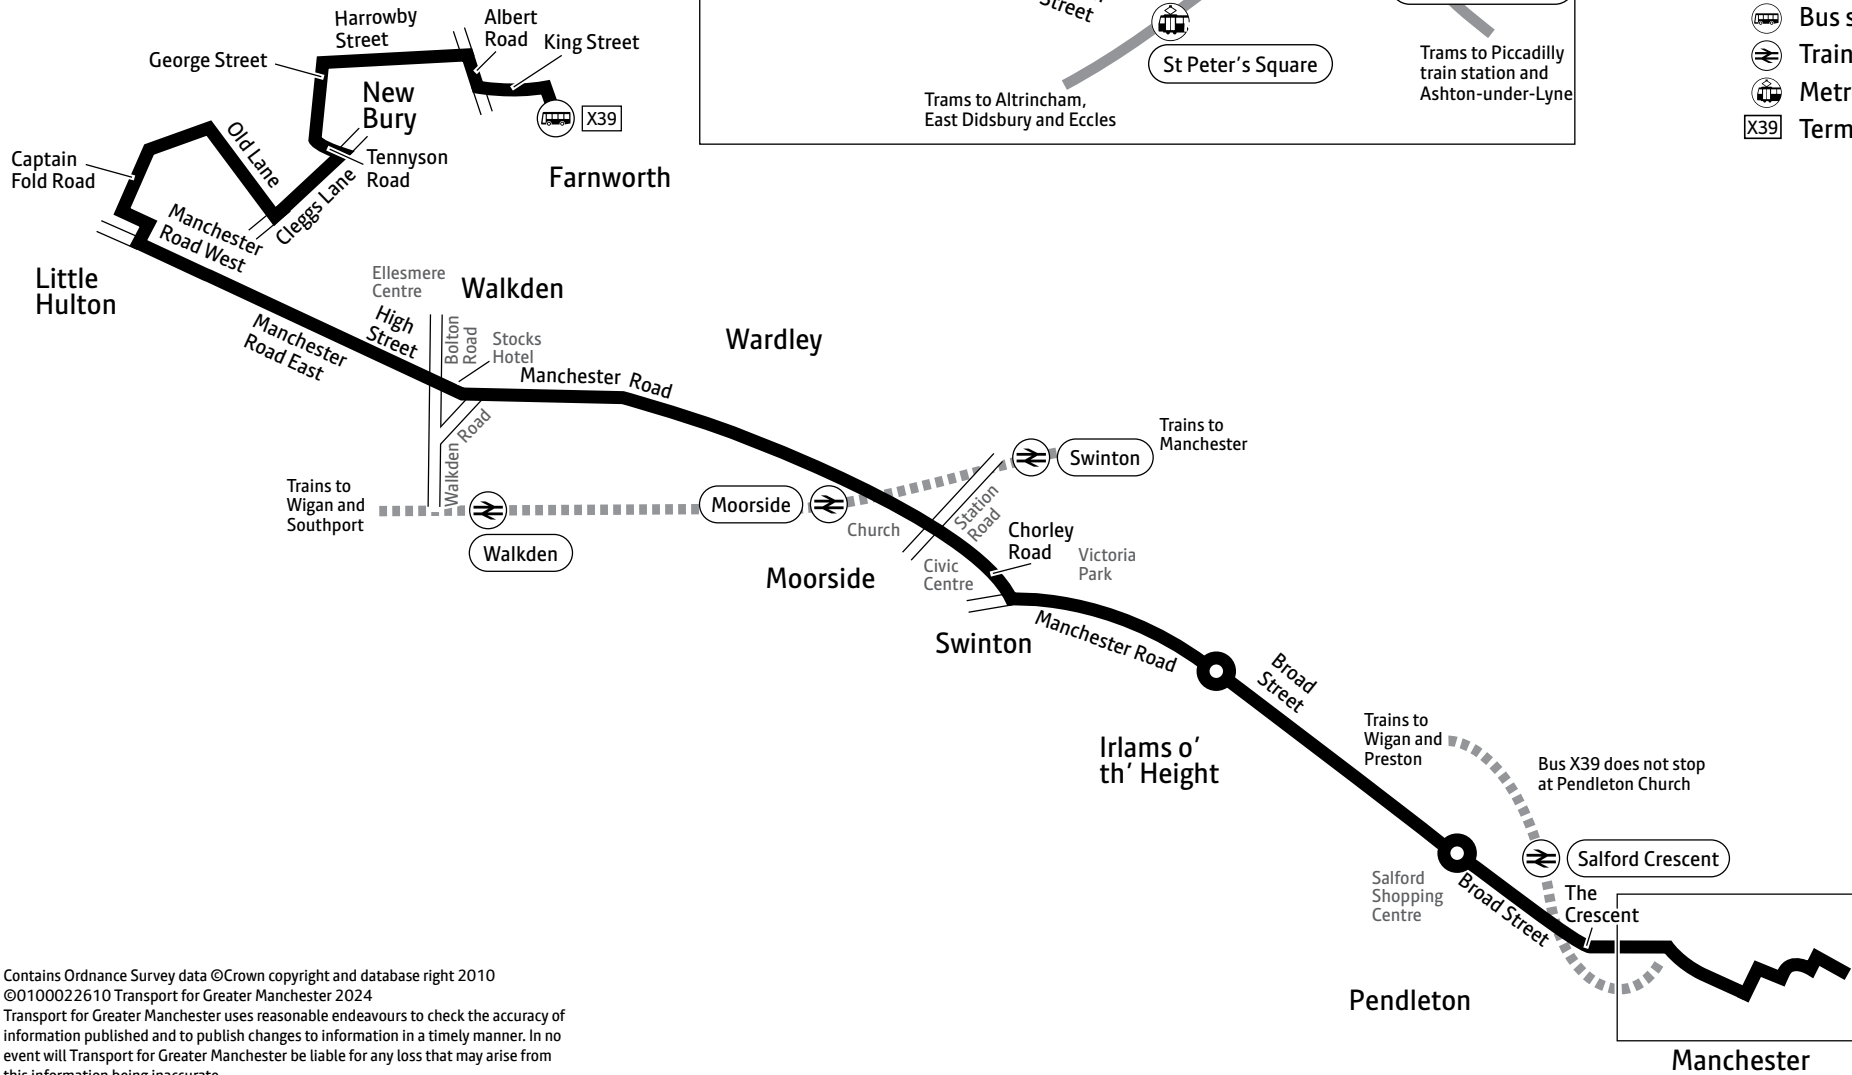 Harrowby
Street
Albert
Road
King Street
George Street
New
Bury
X39
Old Lane
Captain
Fold Road
Tennyson
Road
Cleggs Lane
Farnworth
Manchester
Road West
Little
Hulton
Street
St Peter's Square
Trams to Altrincham,
East Didsbury and Eccles
Trams to Piccadilly
train station and
Ashton-under-Lyne
Bus s
Train
Metr
X39 Term
Ellesmere
Centre
Walkden
High
Street
Bolton
Road
Stocks
Hotel
Manchester
Road East
Manchester Road
Wardley
Walkden Road
Trains to
Wigan and
Southport
Walkden
Moorside
Swinton
Trains to
Manchester
Church
Station
Road
Chorley
Road
Civic
Centre
Victoria
Park
Moorside
Swinton
Manchester Road
Broad
Street
Irlams o'
th' Height
Trains to
Wigan and
Preston
Bus X39 does not stop
at Pendleton Church
Salford Crescent
Salford
Shopping
Centre
Broad Street
The
Crescent
Pendleton
Manchester
Contains Ordnance Survey data ©Crown copyright and database right 2010
©0100022610 Transport for Greater Manchester 2024
Transport for Greater Manchester uses reasonable endeavours to check the accuracy of
information published and to publish changes to information in a timely manner. In no
event will Transport for Greater Manchester be liable for any loss that may arise from
this information being inaccurate